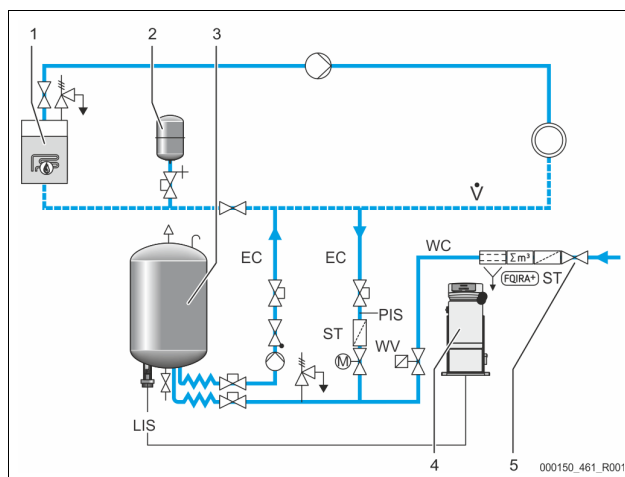 1
2
3
V̇
EC
EC
WC
Σm³
FQIRA+
ST
PIS
ST
M
WV
LIS
4
5
000150_461_R001